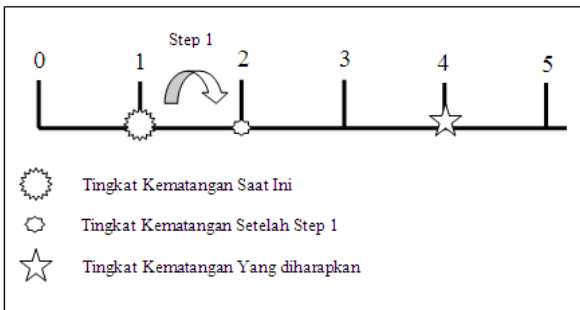 Step 1
0 1 2 3 4 5
Tingkat Kematangan Saat Ini
Tingkat Kematangan Setelah Step 1
Tingkat Kematangan Yang diharapkan